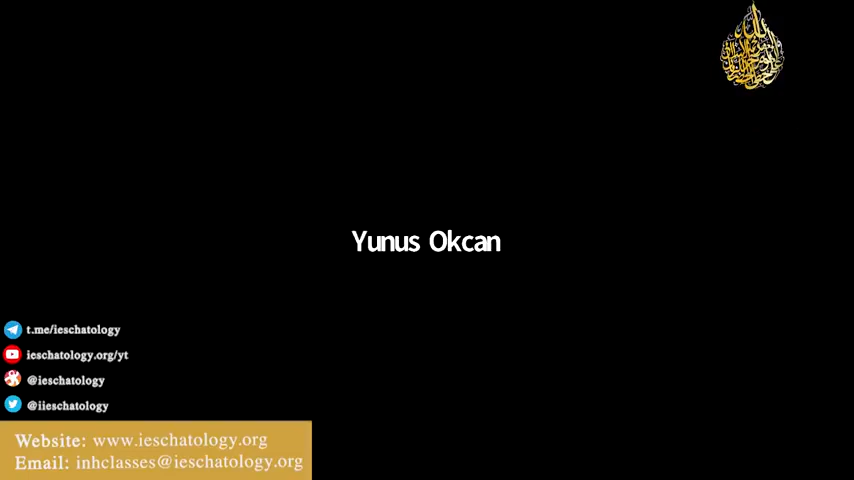 Yunus Okcan
t.me/ieschatology
ieschatology.org/yt
@ieschatology
@iieschatology
Website: www.ieschatology.org
Email: inhclasses@ieschatology.org